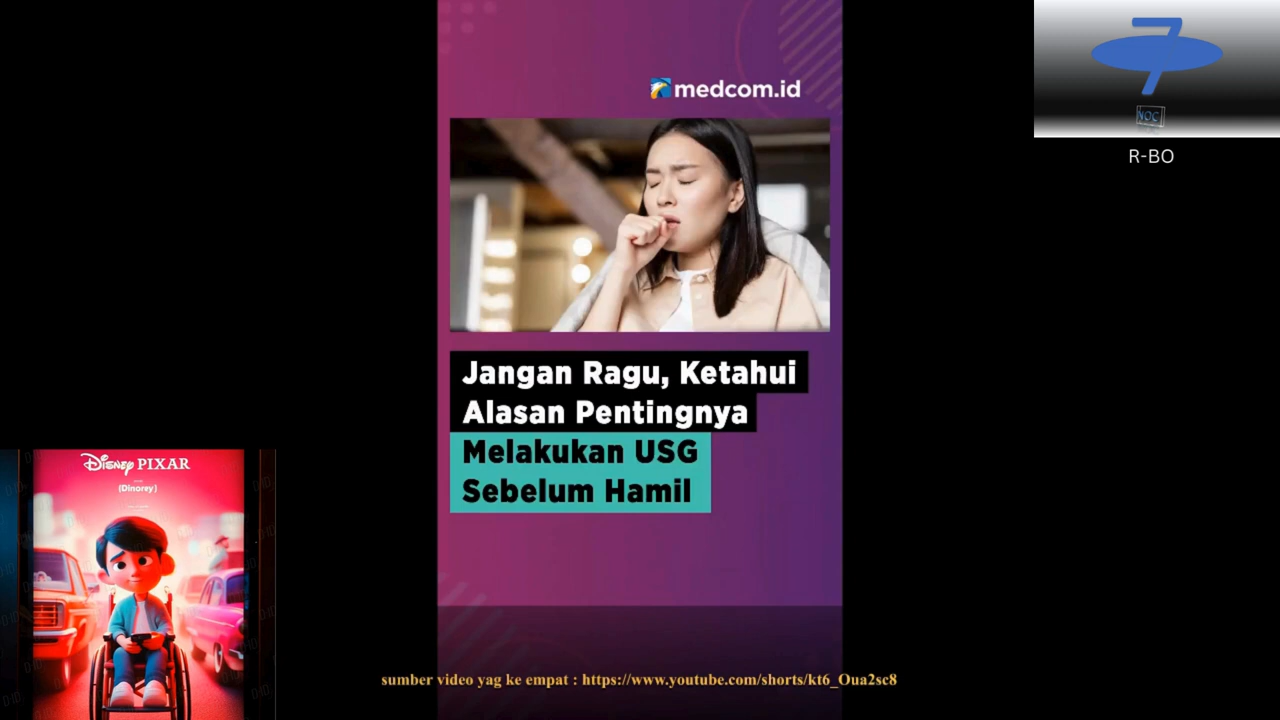 medcom.id
7
NOC
R-BO
Jangan Ragu, Ketahui
Alasan Pentingnya
Melakukan USG
Sebelum Hamil
Disney PIXAR
(Dinorey)
sumber video yag ke empat : https://www.youtube.com/shorts/kt6_Oua2sc8